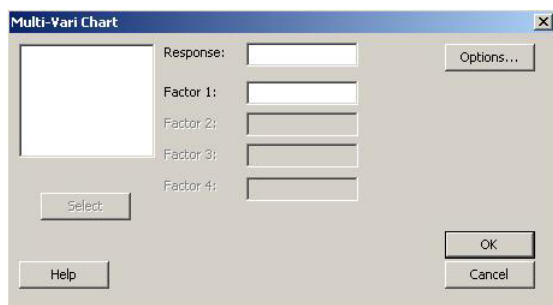 Multi-Vari Chart
Response:
Options...
Factor 1:
Factor 2:
Factor 3:
Factor 4:
Select
OK
Help
Cancel